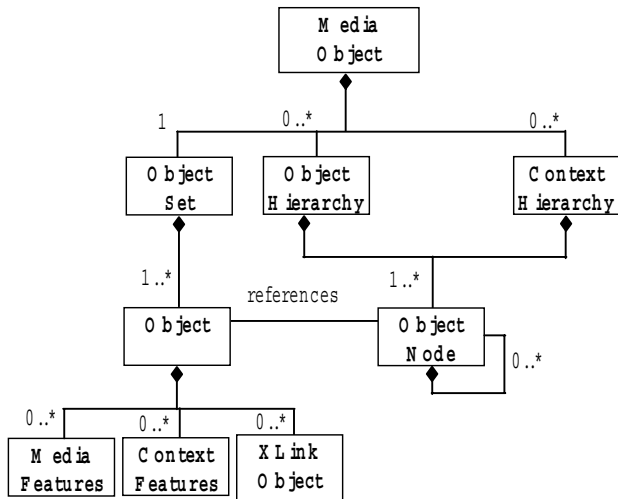 Media
Object
1
0..*
0..*
Object
Set
Object
Hierarchy
Context
Hierarchy
1..*
references
1..*
Object
Object
Node
0..*
0..*
0..*
0..*
Media
Features
Context
Features
XLink
Object